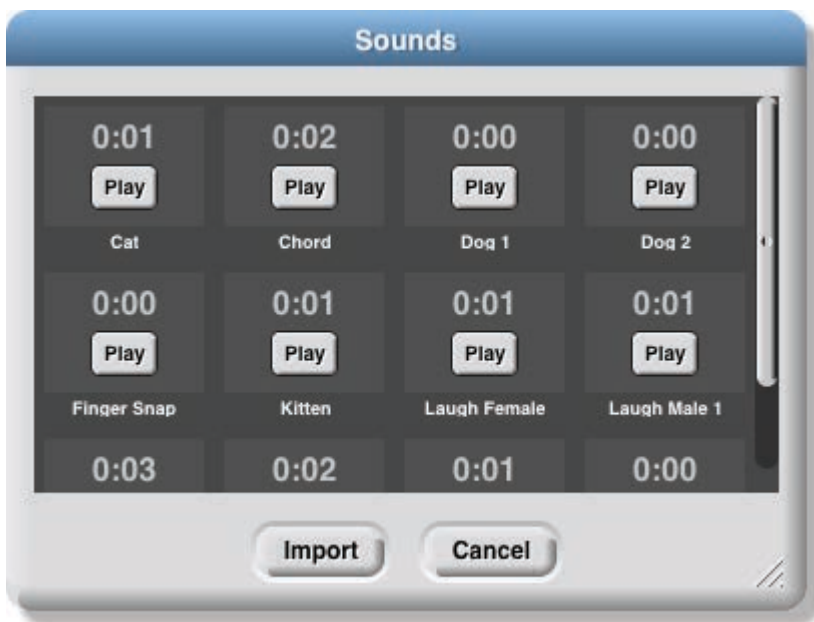 Sounds
0:01 0:02 0:00 0:00
Play Play Play Play
Cat Chord Dog 1 Dog 2
0:00 0:01 0:01 0:01
Play Play Play Play
Finger Snap Kitten Laugh Female Laugh Male 1
0:03 0:02 0:01 0:00
Import Cancel